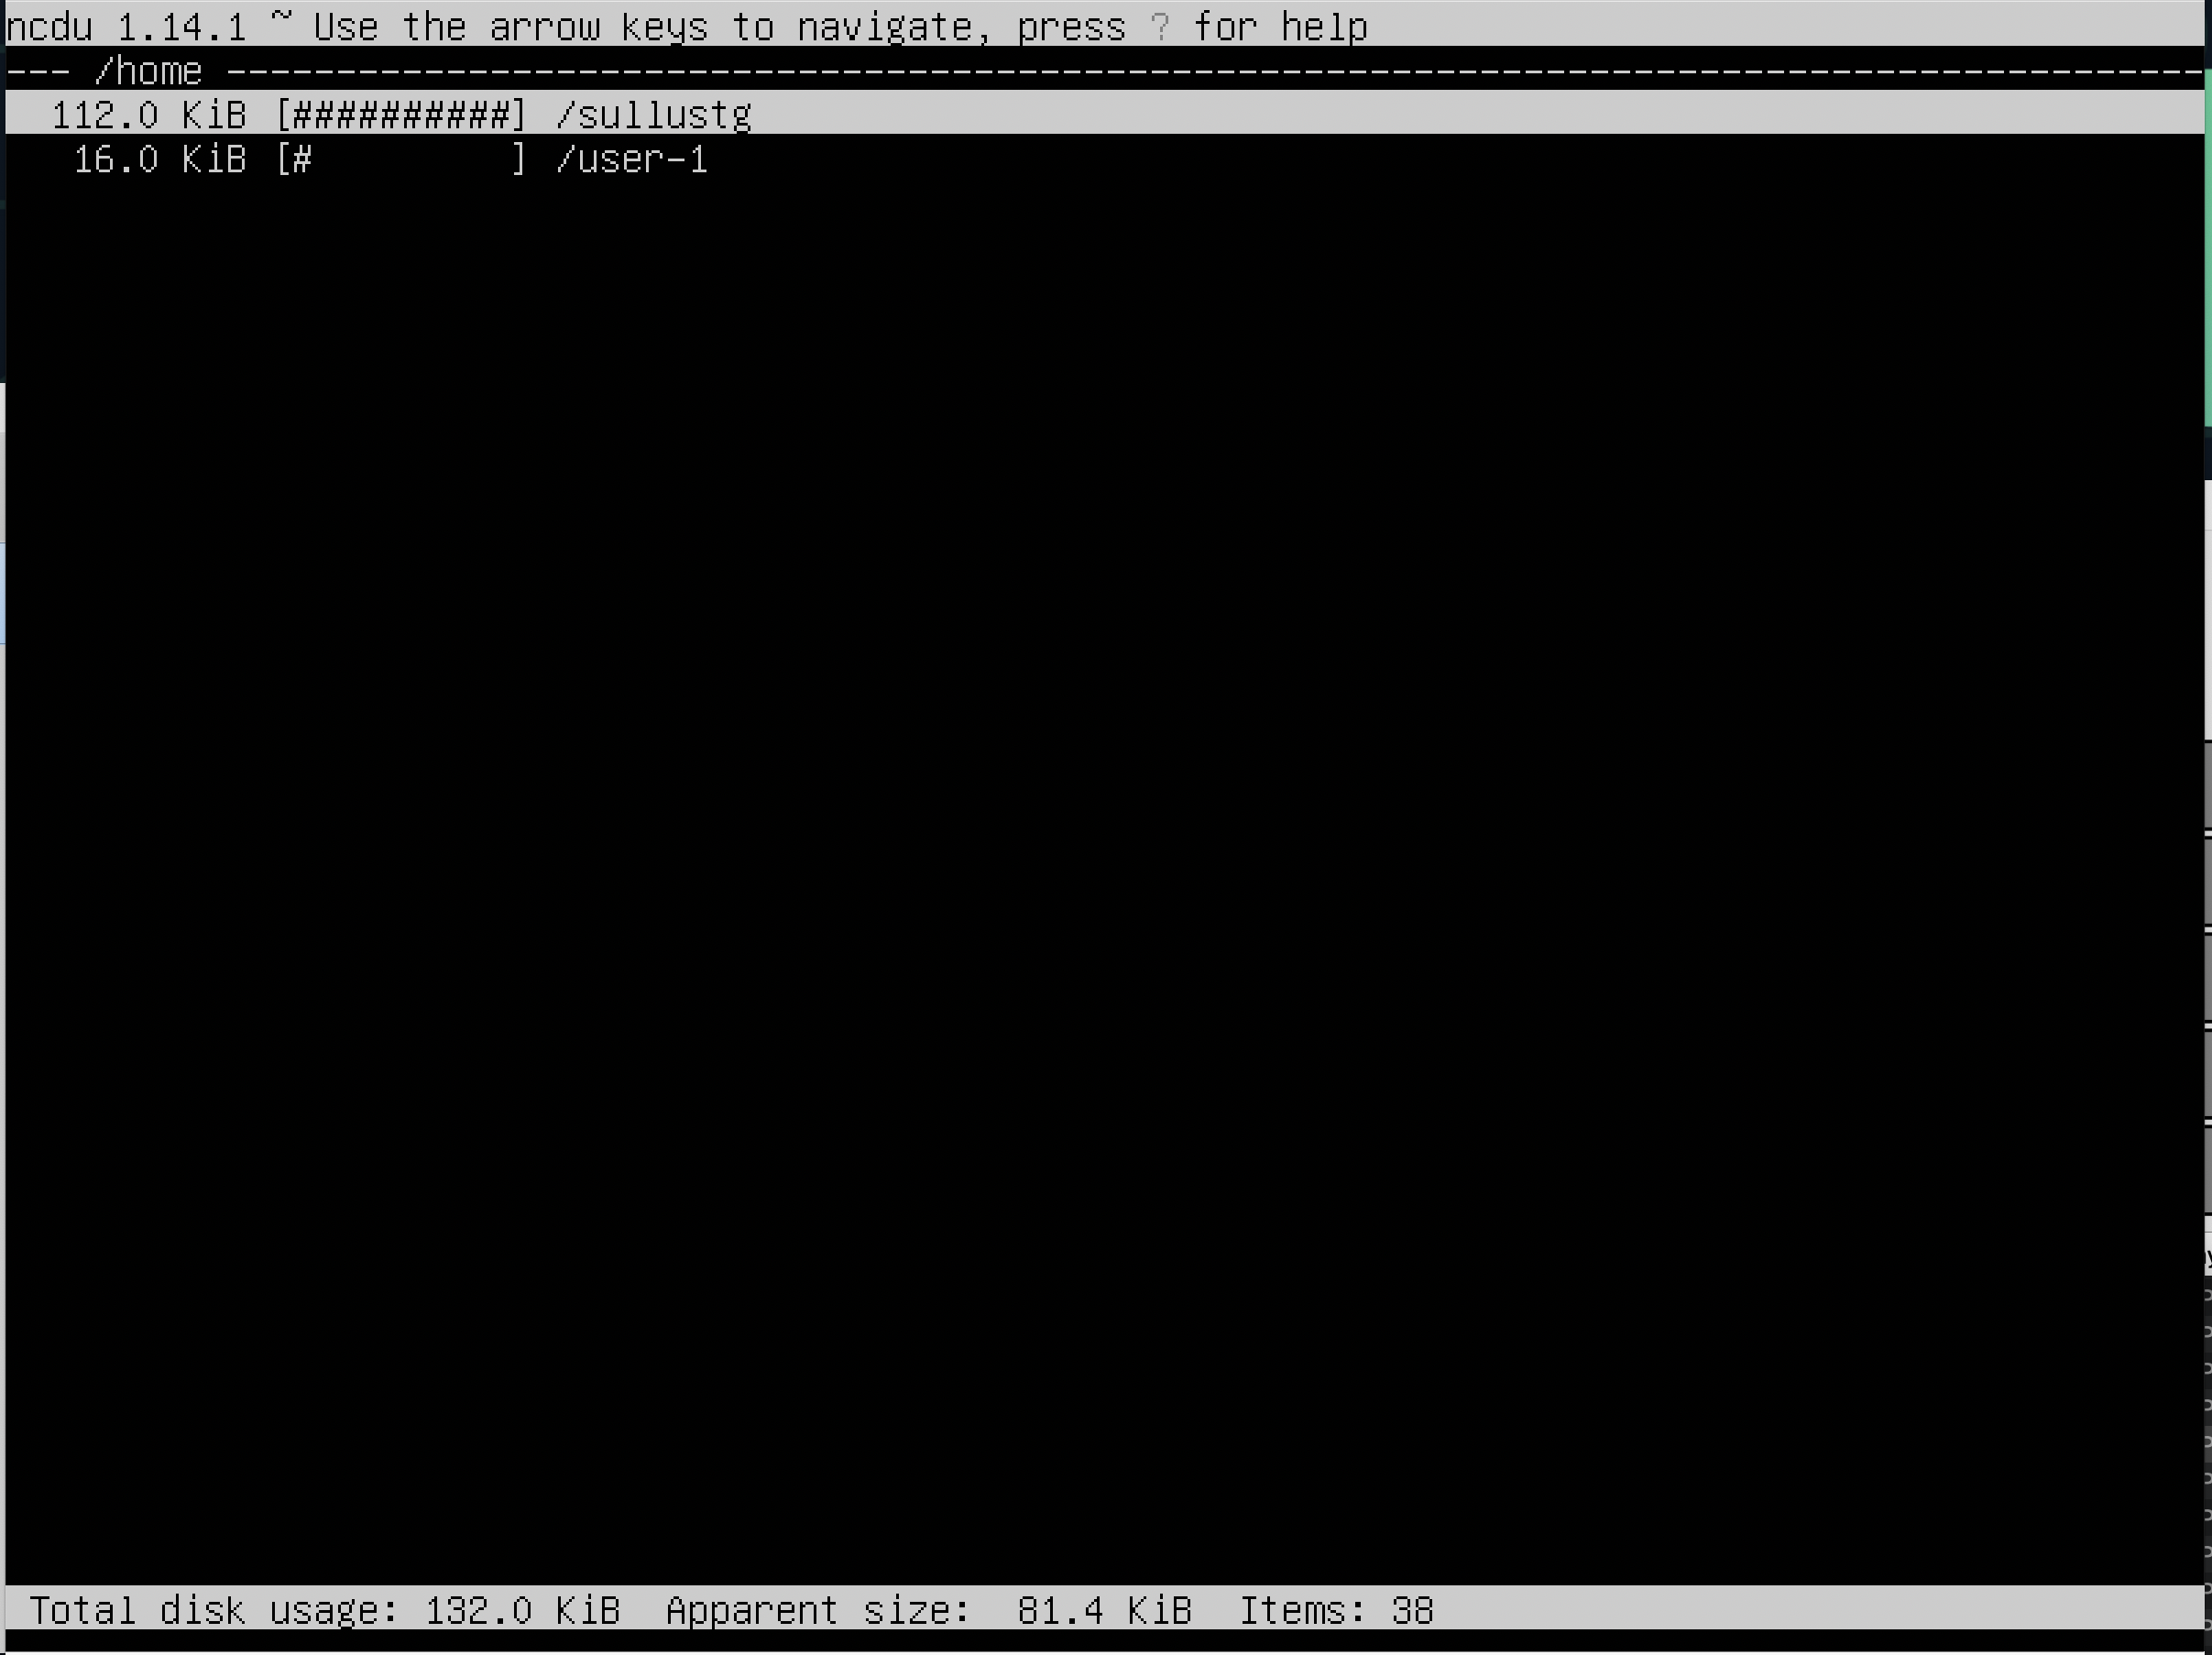 ncdu 1.14.1 ~ Use the arrow keys to navigate, press ? for help
--- /home ------------------------------------------------------------------------------------------
  112.0 KiB [##########] /sullustg
   16.0 KiB [#         ] /user-1
 Total disk usage: 132.0 KiB  Apparent size:  81.4 KiB  Items: 38